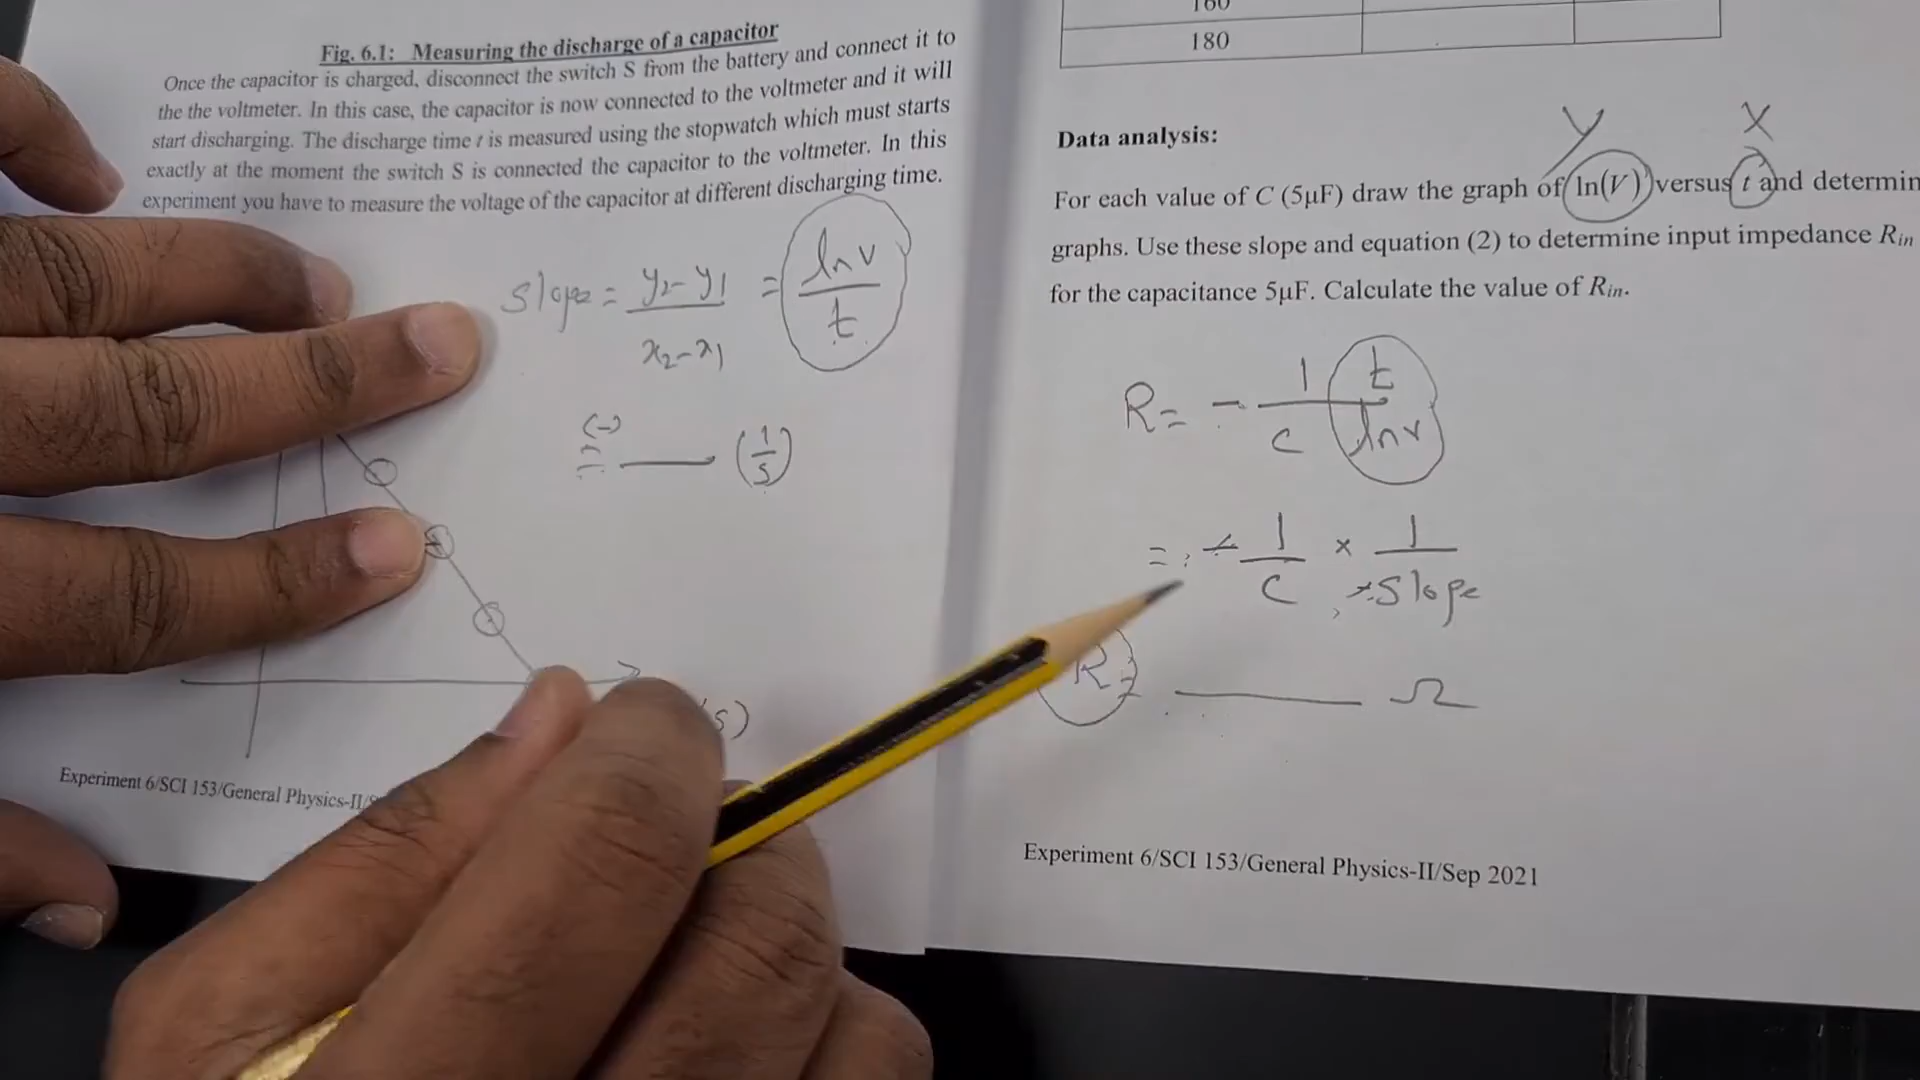 Fig. 6.1: Measuring the discharge of a capacitor
Once the capacitor is charged, disconnect the switch S from the battery and connect it to
the the voltmeter. In this case, the capacitor is now connected to the voltmeter and it will
start discharging. The discharge time t is measured using the stopwatch which must starts
exactly at the moment the switch S is connected the capacitor to the voltmeter. In this
experiment you have to measure the voltage of the capacitor at different discharging time.
slope = y2-y1 / x2-x1 = lnv / t
(-)
= (1/s)
(s)
Experiment 6/SCI 153/General Physics-II/S
160
180
y x
Data analysis:
For each value of C (5µF) draw the graph of ln(V) versus t and determin
graphs. Use these slope and equation (2) to determine input impedance Rin
for the capacitance 5µF. Calculate the value of Rin.
R = - 1/C t/lnv
= - 1/C × 1/-Slope
R = Ω
Experiment 6/SCI 153/General Physics-II/Sep 2021